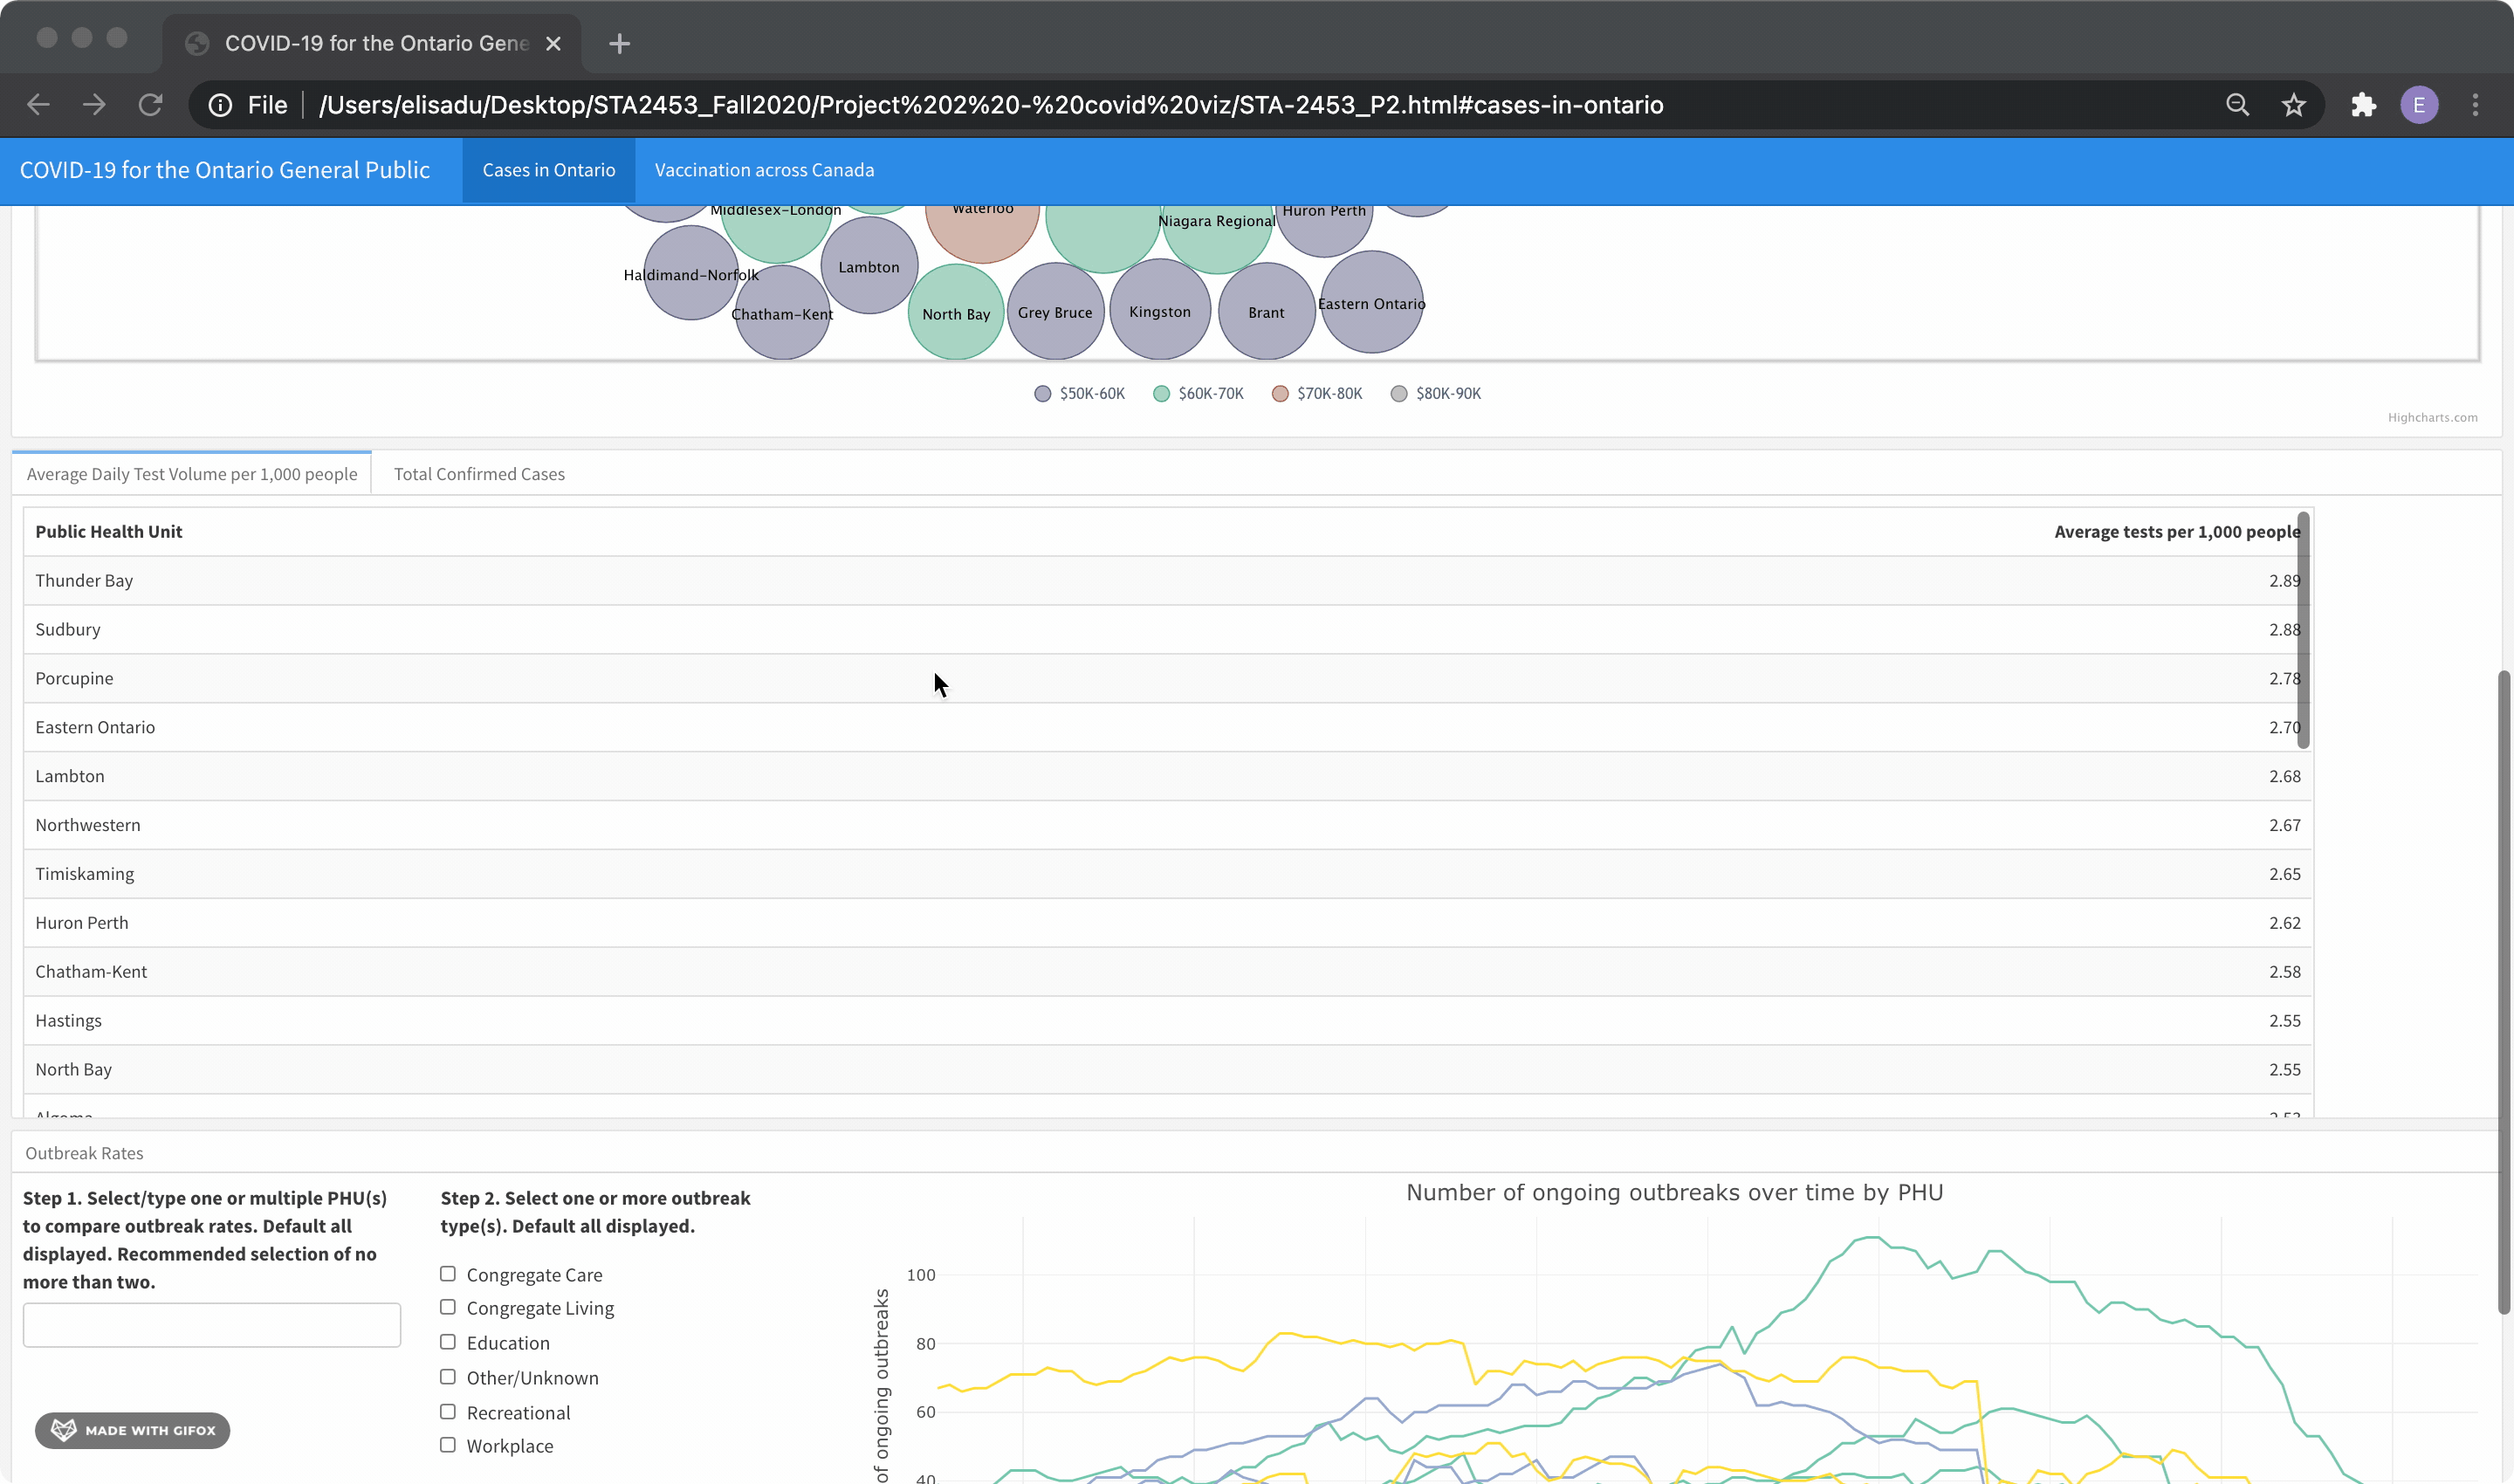 COVID-19 for the Ontario Gene
File /Users/elisadu/Desktop/STA2453_Fall2020/Project%202%20-%20covid%20viz/STA-2453_P2.html#cases-in-ontario
E
COVID-19 for the Ontario General Public
Cases in Ontario
Vaccination across Canada
Middlesex-London
Waterloo
Niagara Regional
Huron Perth
Haldimand-Norfolk
Lambton
Chatham-Kent
North Bay
Grey Bruce
Kingston
Brant
Eastern Ontario
$50K-60K
$60K-70K
$70K-80K
$80K-90K
Highcharts.com
Average Daily Test Volume per 1,000 people
Total Confirmed Cases
Public Health Unit Average tests per 1,000 people
Thunder Bay 2.89
Sudbury 2.88
Porcupine 2.78
Eastern Ontario 2.70
Lambton 2.68
Northwestern 2.67
Timiskaming 2.65
Huron Perth 2.62
Chatham-Kent 2.58
Hastings 2.55
North Bay 2.55
Outbreak Rates
Step 1. Select/type one or multiple PHU(s)
to compare outbreak rates. Default all
displayed. Recommended selection of no
more than two.
MADE WITH GIFOX
Step 2. Select one or more outbreak
type(s). Default all displayed.
Congregate Care
Congregate Living
Education
Other/Unknown
Recreational
Workplace
Number of ongoing outbreaks over time by PHU
of ongoing outbreaks
100
80
60
40